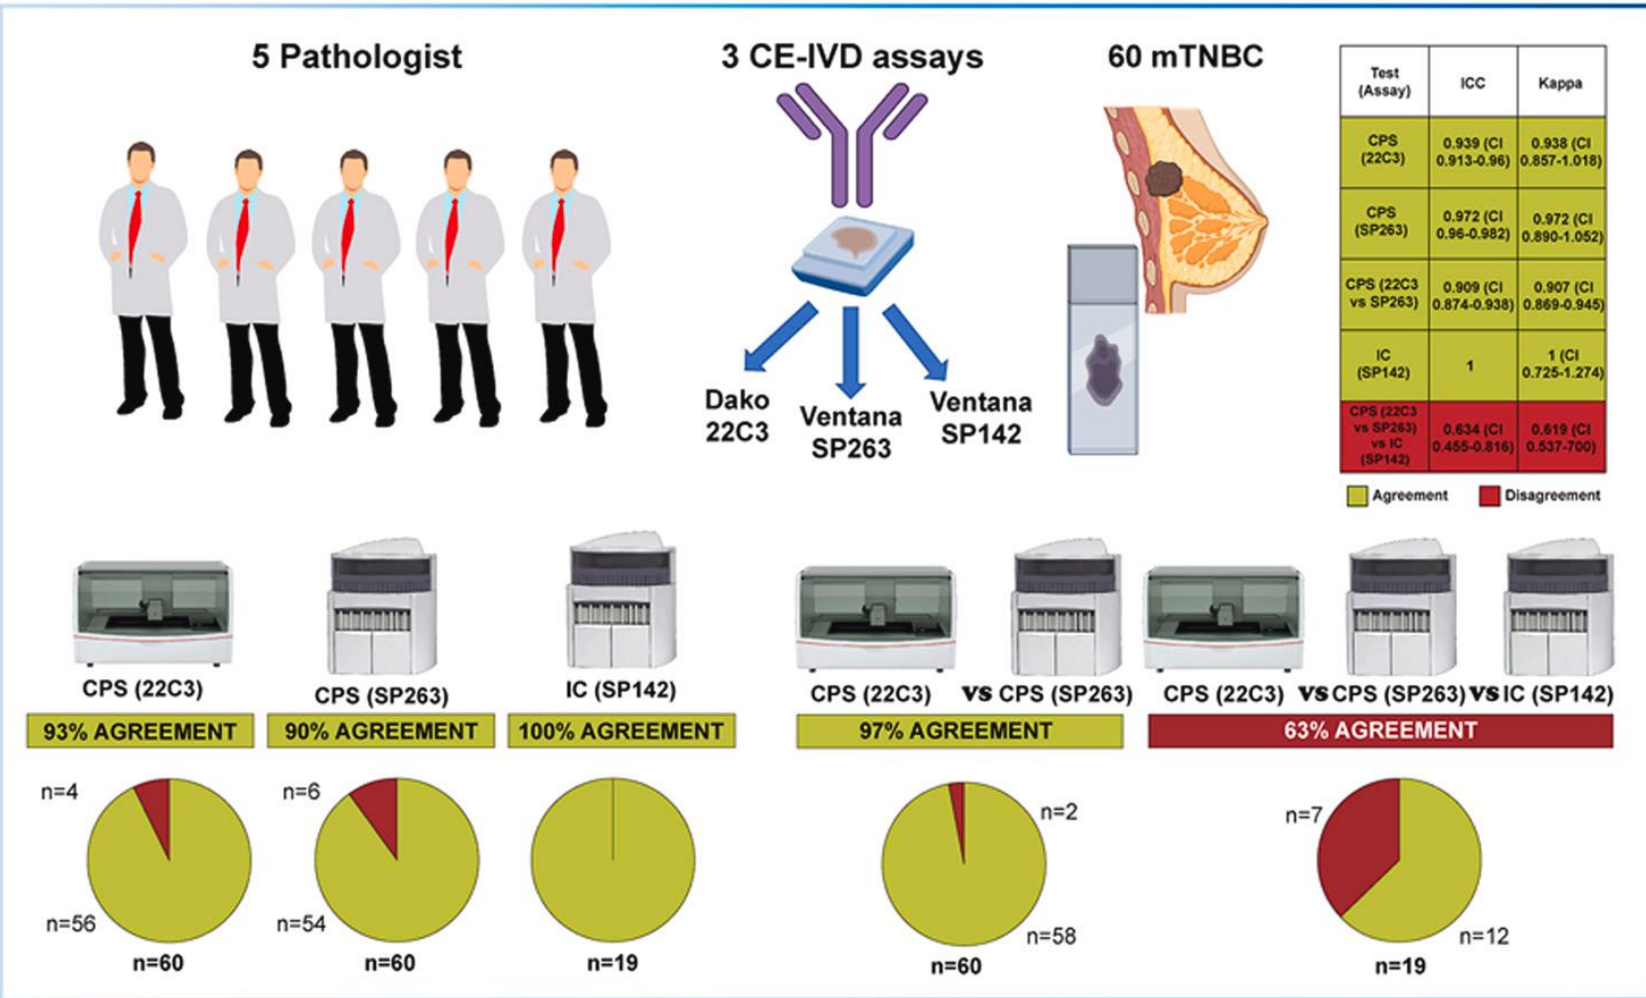 5 Pathologist
3 CE-IVD assays
60 mTNBC
Dako
22C3
Ventana
SP263
Ventana
SP142
Test
(Assay)
ICC
Kappa
CPS
(22C3)
0.939 (CI
0.913-0.96)
0.938 (CI
0.857-1.018)
CPS
(SP263)
0.972 (CI
0.96-0.982)
0.972 (CI
0.890-1.052)
CPS (22C3
vs SP263)
0.909 (CI
0.874-0.938)
0.907 (CI
0.869-0.945)
IC
(SP142)
1
1 (CI
0.725-1.274)
CPS (22C3
vs SP263)
vs IC
(SP142)
0.634 (CI
0.455-0.816)
0.619 (CI
0.537-700)
Agreement
Disagreement
CPS (22C3)
93% AGREEMENT
n=4
n=56
n=60
CPS (SP263)
90% AGREEMENT
n=6
n=54
n=60
IC (SP142)
100% AGREEMENT
n=19
CPS (22C3) vs CPS (SP263)
97% AGREEMENT
n=2
n=58
n=60
CPS (22C3) vs CPS (SP263) vs IC (SP142)
63% AGREEMENT
n=7
n=12
n=19